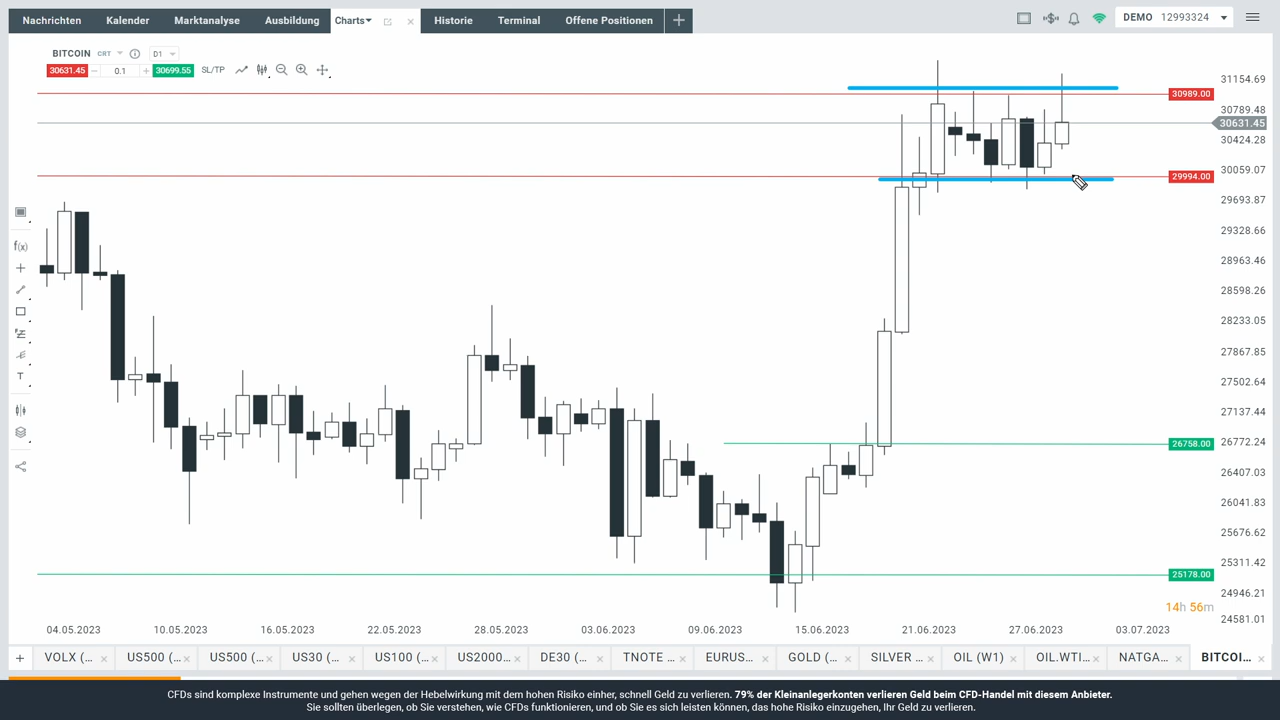 Nachrichten Kalender Marktanalyse Ausbildung Charts Historie Terminal Offene Positionen DEMO 12993324
BITCOIN CRT D1
30631.45 0.1 30699.55 SL/TP
31154.69
30989.00
30789.48
30631.45
30424.28
30059.07
29994.00
29693.87
29328.66
28963.46
28598.26
28233.05
27867.85
27502.64
27137.44
26772.24
26758.00
26407.03
26041.83
25676.62
25311.42
25178.00
24946.21
24581.01
f(x)
T
14h 56m
04.05.2023 10.05.2023 16.05.2023 22.05.2023 28.05.2023 03.06.2023 09.06.2023 15.06.2023 21.06.2023 27.06.2023 03.07.2023
VOLX (... US500 (... US500 (... US30 (... US100 (... US2000... DE30 (... TNOTE ... EURUS... GOLD (... SILVER ... OIL (W1) OIL.WTI... NATGA... BITCOI...
CFDs sind komplexe Instrumente und gehen wegen der Hebelwirkung mit dem hohen Risiko einher, schnell Geld zu verlieren. 79% der Kleinanlegerkonten verlieren Geld beim CFD-Handel mit diesem Anbieter.
Sie sollten überlegen, ob Sie verstehen, wie CFDs funktionieren, und ob Sie es sich leisten können, das hohe Risiko einzugehen, Ihr Geld zu verlieren.